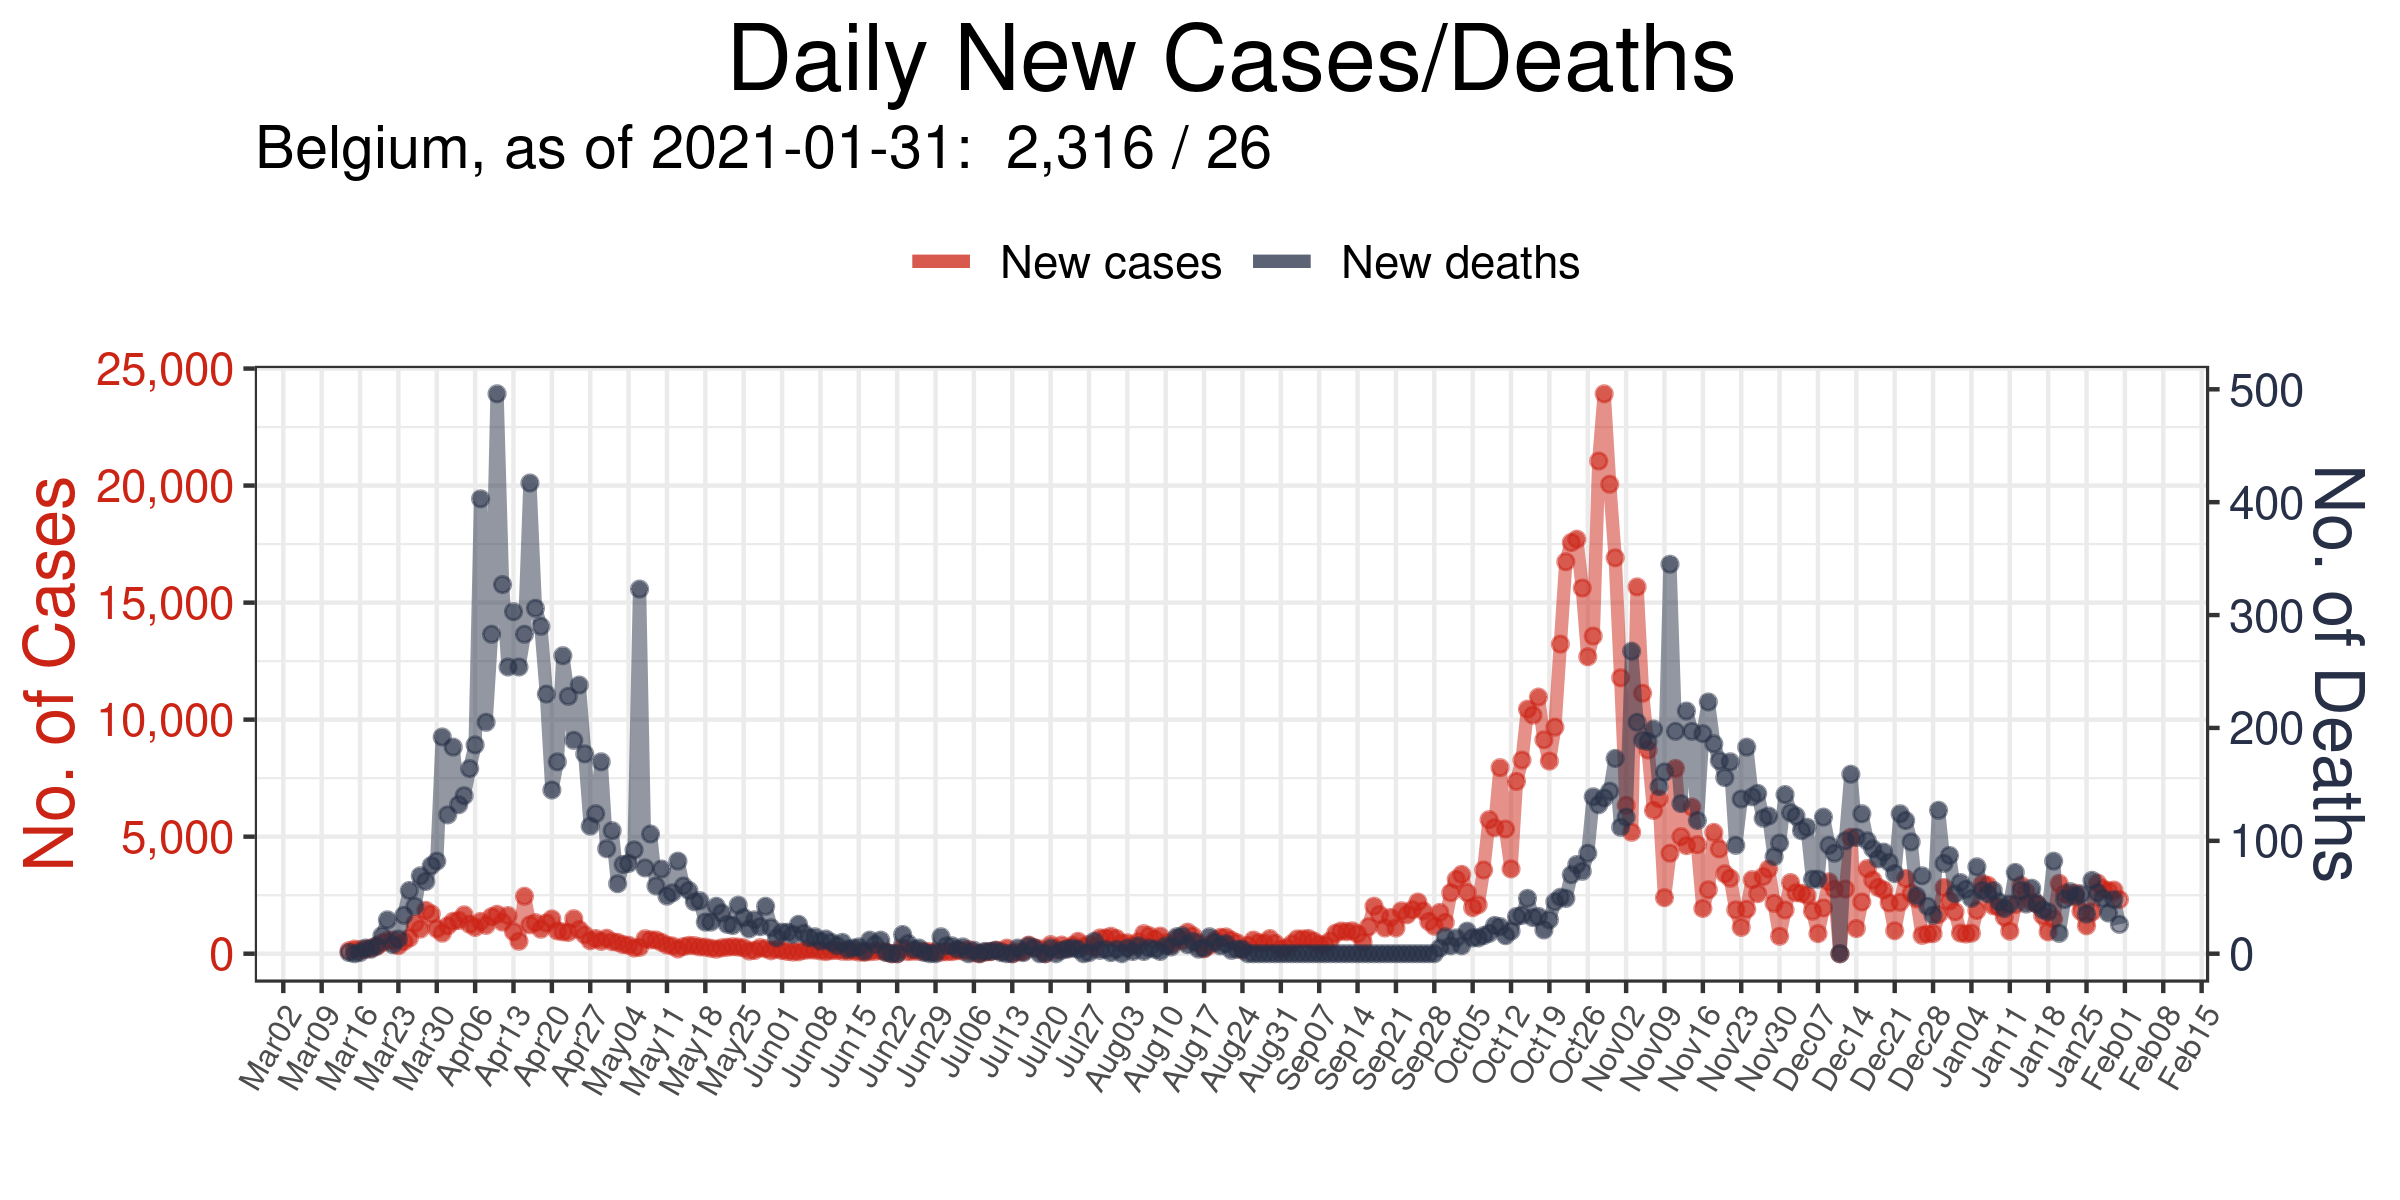 Daily New Cases/Deaths
Belgium, as of 2021-01-31: 2,316 / 26
New cases
New deaths
No. of Cases
25,000
20,000
15,000
10,000
5,000
0
500
400
300
200
100
0
No. of Deaths
Mar02
Mar09
Mar16
Mar23
Mar30
Apr06
Apr13
Apr20
Apr27
May04
May11
May18
May25
Jun01
Jun08
Jun15
Jun22
Jun29
Jul06
Jul13
Jul20
Jul27
Aug03
Aug10
Aug17
Aug24
Aug31
Sep07
Sep14
Sep21
Sep28
Oct05
Oct12
Oct19
Oct26
Nov02
Nov09
Nov16
Nov23
Nov30
Dec07
Dec14
Dec21
Dec28
Jan04
Jan11
Jan18
Jan25
Feb01
Feb08
Feb15